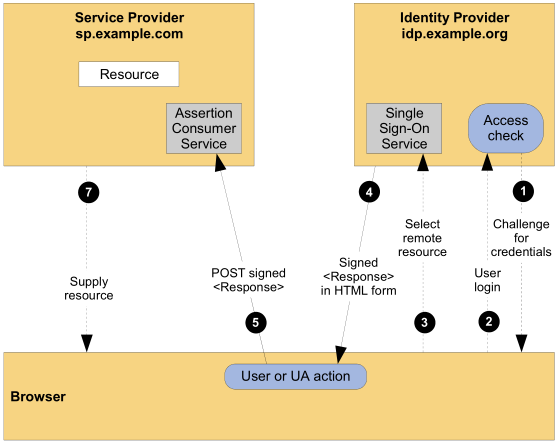 Service Provider
sp.example.com
Identity Provider
idp.example.org
Resource
Assertion
Consumer
Service
Single
Sign-On
Service
Access
check
7
4
1
Select
remote
resource
Challenge
for
credentials
Signed
<Response>
in HTML form
POST signed
<Response>
Supply
resource
User
login
5
3
2
User or UA action
Browser